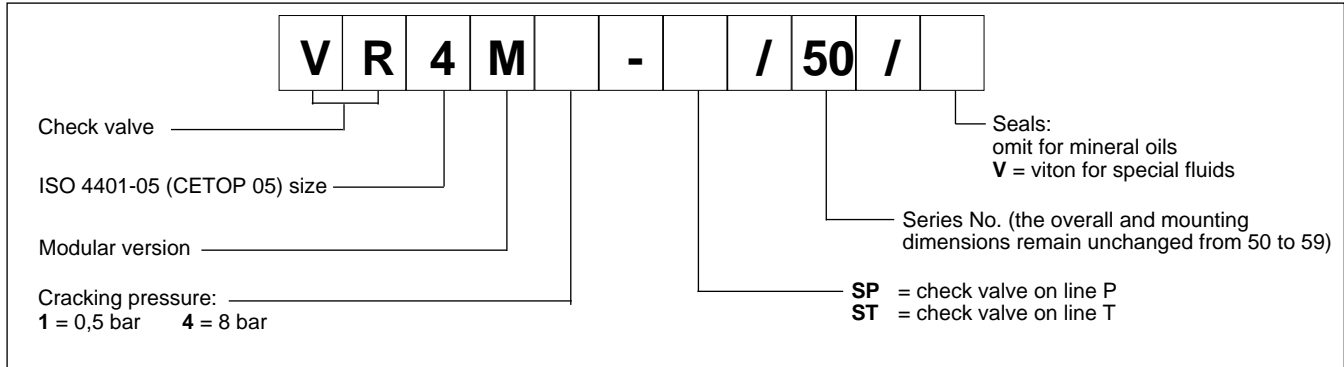 V R 4 M - / 50 /
Check valve
ISO 4401-05 (CETOP 05) size
Modular version
Cracking pressure:
1 = 0,5 bar 4 = 8 bar
Seals:
omit for mineral oils
V = viton for special fluids
Series No. (the overall and mounting
dimensions remain unchanged from 50 to 59)
SP = check valve on line P
ST = check valve on line T